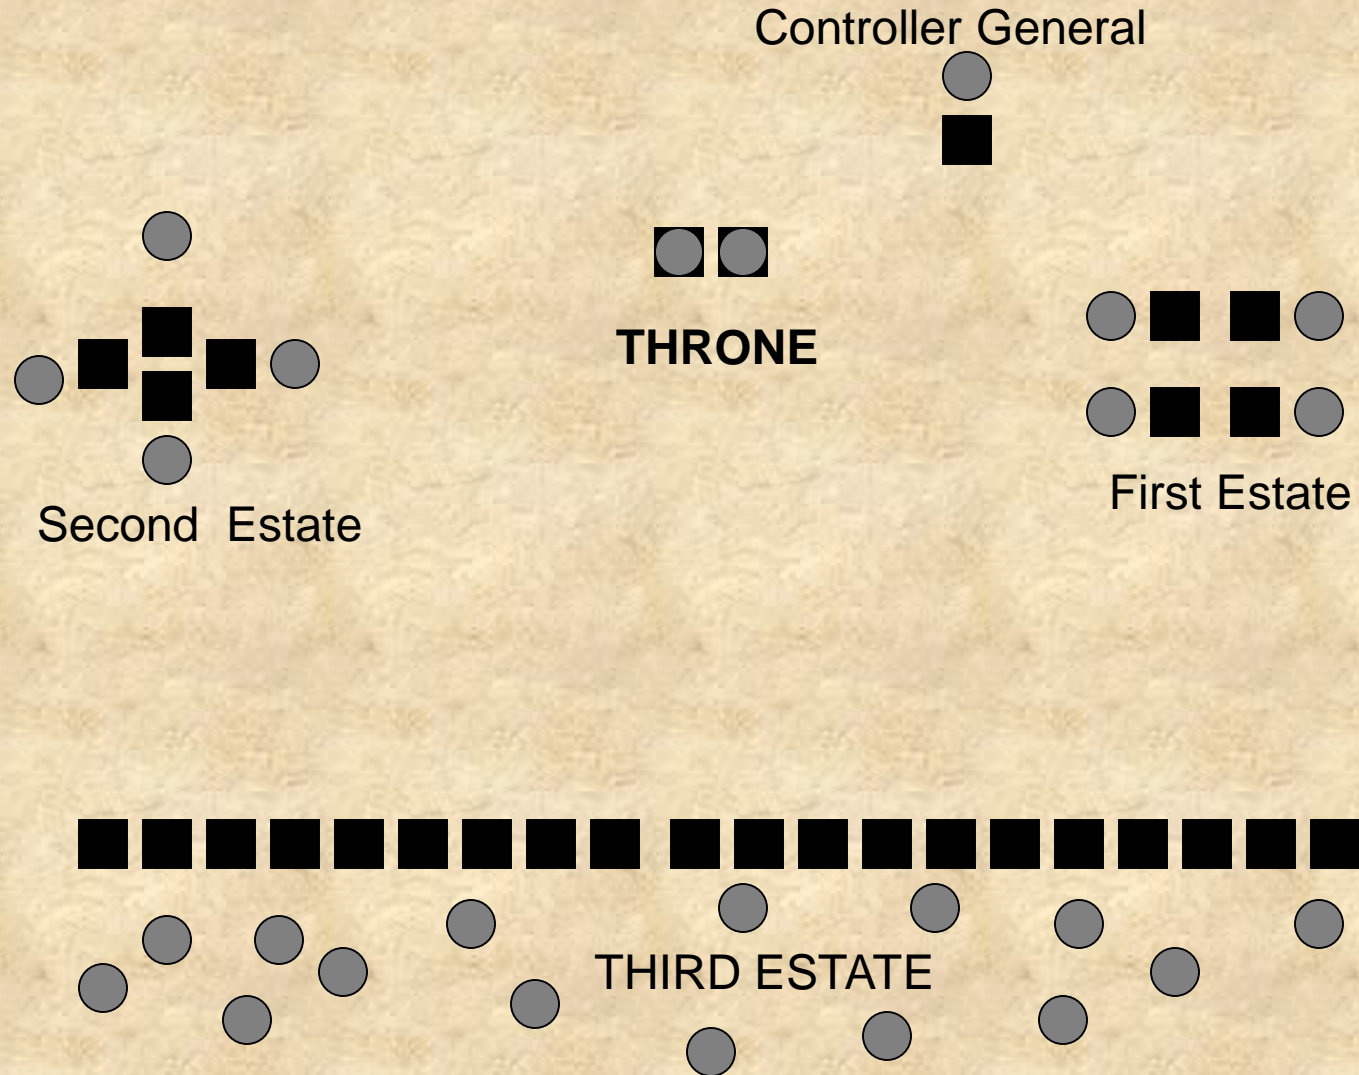 Controller General
THRONE
First Estate
Second  Estate
THIRD ESTATE